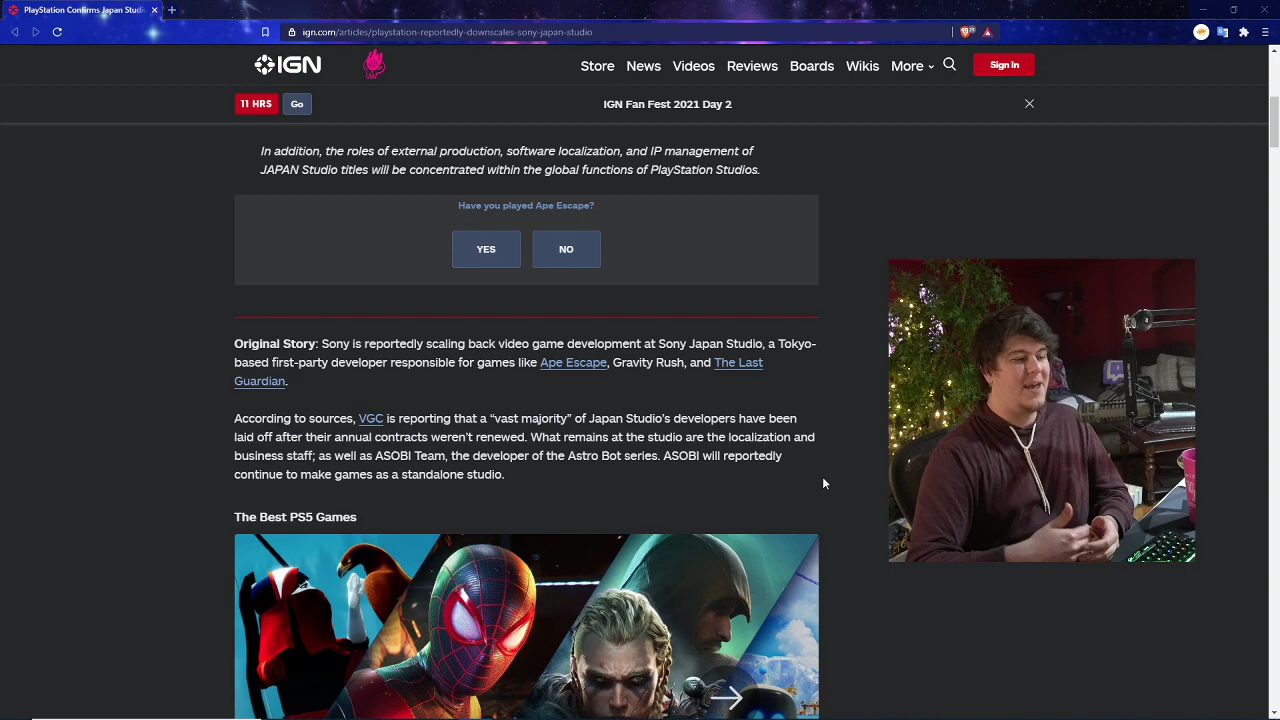 PlayStation Confirms Japan Studi
ign.com/articles/playstation-reportedly-downscales-sony-japan-studio
IGN
Store
News
Videos
Reviews
Boards
Wikis
More
Sign In
11 HRS
Go
IGN Fan Fest 2021 Day 2
In addition, the roles of external production, software localization, and IP management of
JAPAN Studio titles will be concentrated within the global functions of PlayStation Studios.
Have you played Ape Escape?
YES
NO
Original Story: Sony is reportedly scaling back video game development at Sony Japan Studio, a Tokyo-
based first-party developer responsible for games like Ape Escape, Gravity Rush, and The Last
Guardian.
According to sources, VGC is reporting that a “vast majority” of Japan Studio’s developers have been
laid off after their annual contracts weren’t renewed. What remains at the studio are the localization and
business staff; as well as ASOBI Team, the developer of the Astro Bot series. ASOBI will reportedly
continue to make games as a standalone studio.
The Best PS5 Games